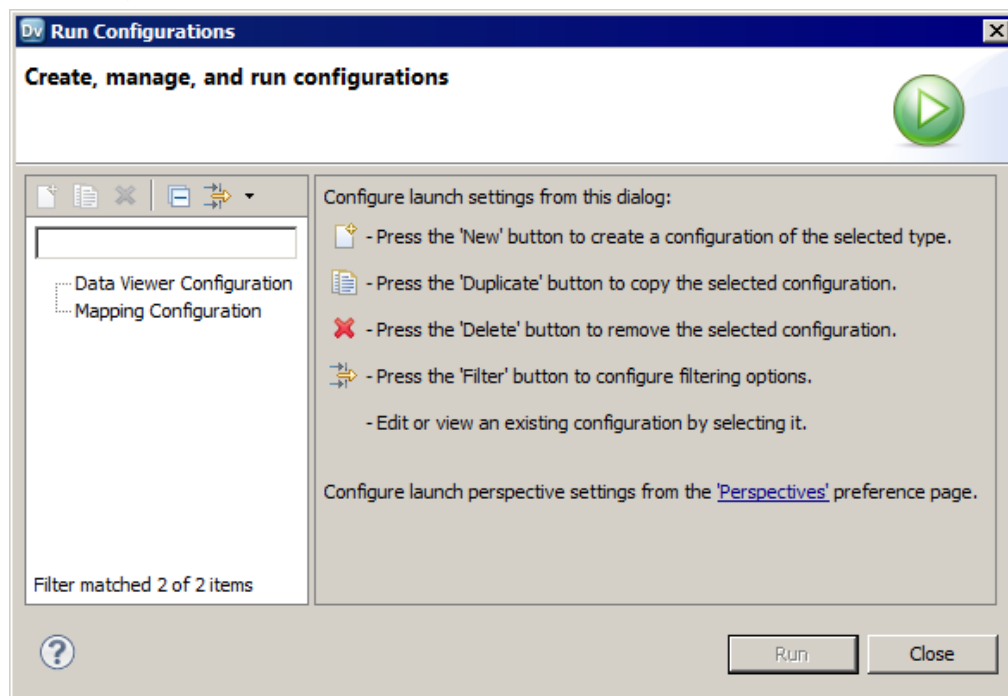 Dv Run Configurations
Create, manage, and run configurations
Configure launch settings from this dialog:
- Press the 'New' button to create a configuration of the selected type.
Data Viewer Configuration
- Press the 'Duplicate' button to copy the selected configuration.
Mapping Configuration
- Press the 'Delete' button to remove the selected configuration.
- Press the 'Filter' button to configure filtering options.
- Edit or view an existing configuration by selecting it.
Configure launch perspective settings from the 'Perspectives' preference page.
Filter matched 2 of 2 items
?
Run
Close